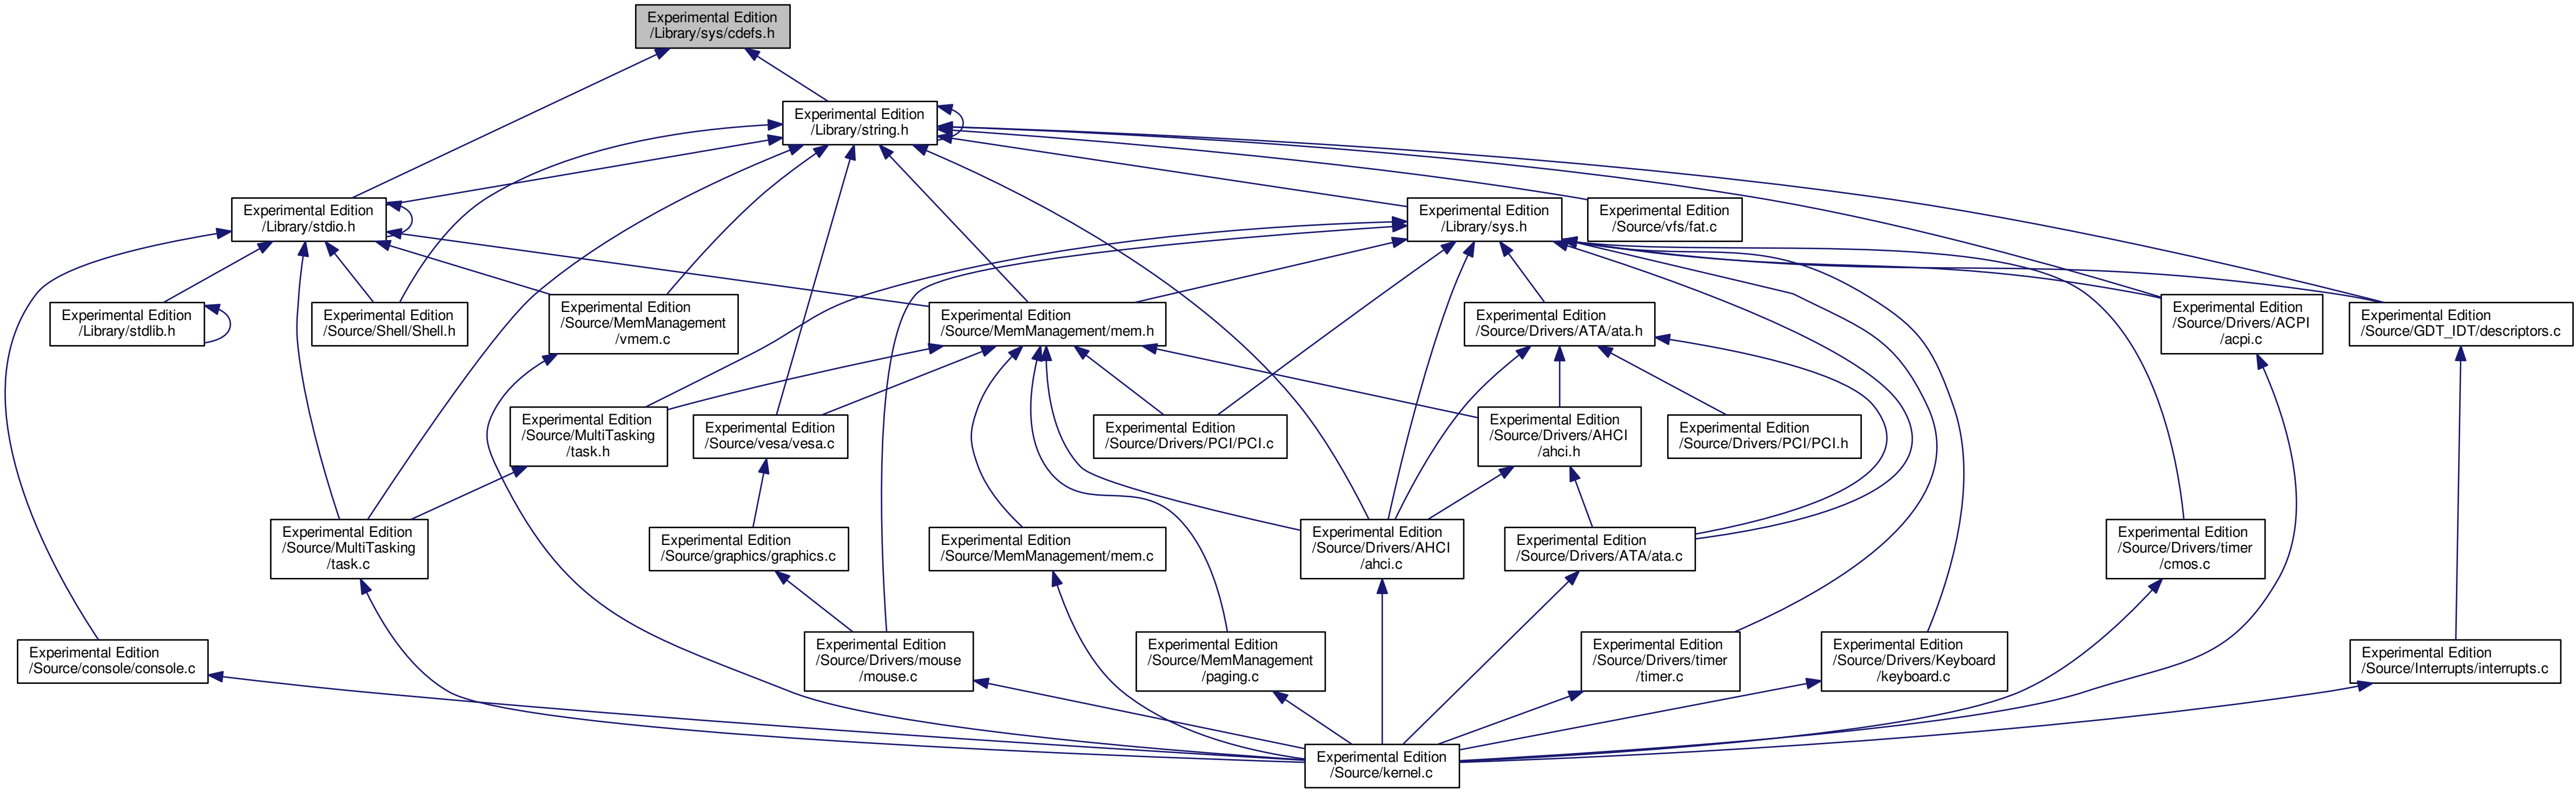 Experimental Edition
/Library/sys/cdefs.h
Experimental Edition
/Library/string.h
Experimental Edition
/Library/stdio.h
Experimental Edition
/Library/sys.h
Experimental Edition
/Source/vfs/fat.c
Experimental Edition
/Library/stdlib.h
Experimental Edition
/Source/Shell/Shell.h
Experimental Edition
/Source/MemManagement
/vmem.c
Experimental Edition
/Source/MemManagement/mem.h
Experimental Edition
/Source/Drivers/ATA/ata.h
Experimental Edition
/Source/Drivers/ACPI
/acpi.c
Experimental Edition
/Source/GDT_IDT/descriptors.c
Experimental Edition
/Source/MultiTasking
/task.h
Experimental Edition
/Source/vesa/vesa.c
Experimental Edition
/Source/Drivers/PCI/PCI.c
Experimental Edition
/Source/Drivers/AHCI
/ahci.h
Experimental Edition
/Source/Drivers/PCI/PCI.h
Experimental Edition
/Source/MultiTasking
/task.c
Experimental Edition
/Source/graphics/graphics.c
Experimental Edition
/Source/MemManagement/mem.c
Experimental Edition
/Source/Drivers/AHCI
/ahci.c
Experimental Edition
/Source/Drivers/ATA/ata.c
Experimental Edition
/Source/Drivers/timer
/cmos.c
Experimental Edition
/Source/console/console.c
Experimental Edition
/Source/Drivers/mouse
/mouse.c
Experimental Edition
/Source/MemManagement
/paging.c
Experimental Edition
/Source/Drivers/timer
/timer.c
Experimental Edition
/Source/Drivers/Keyboard
/keyboard.c
Experimental Edition
/Source/Interrupts/interrupts.c
Experimental Edition
/Source/kernel.c